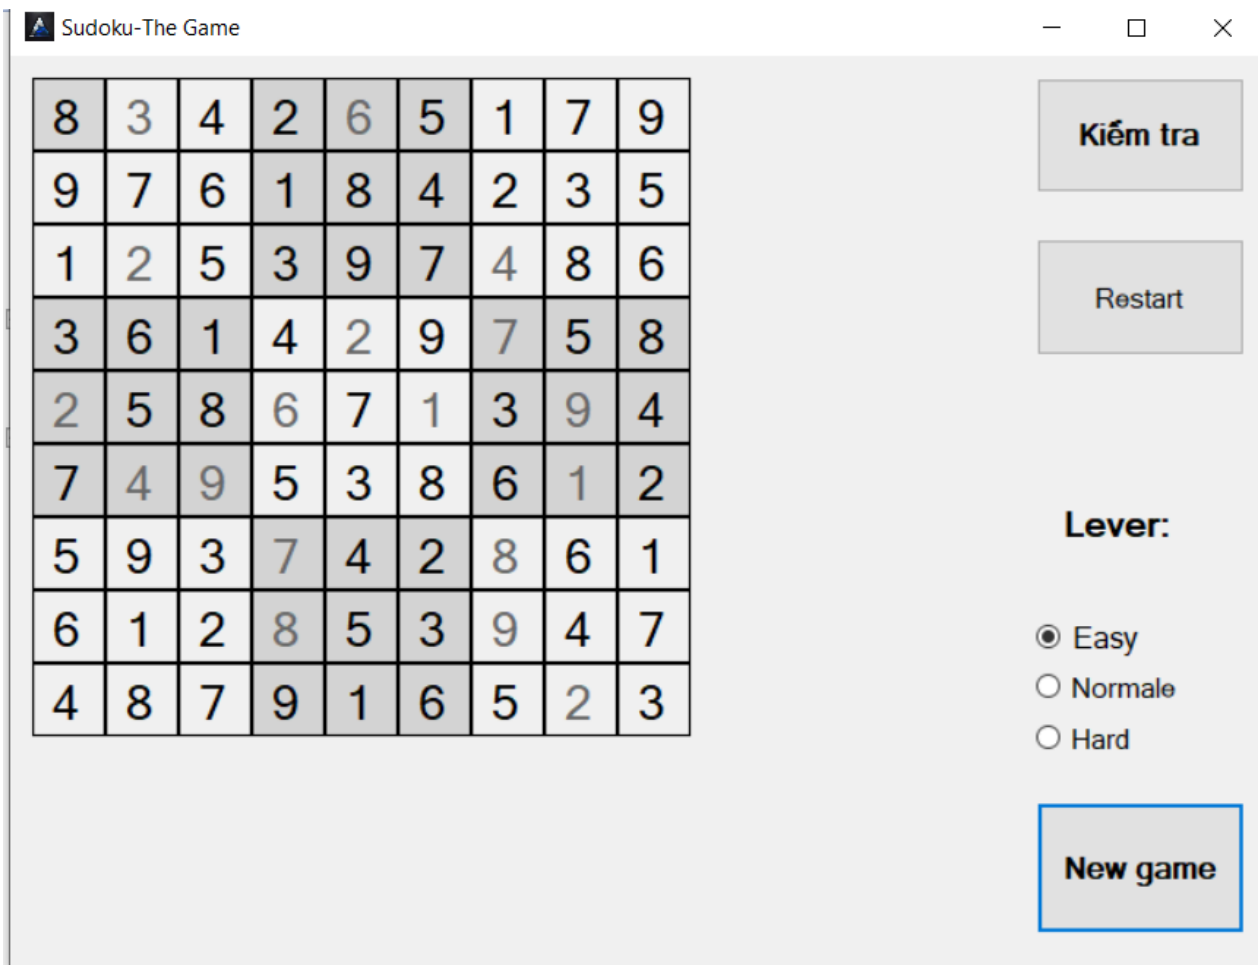 Sudoku-The Game
8 3 4 2 6 5 1 7 9
9 7 6 1 8 4 2 3 5
1 2 5 3 9 7 4 8 6
3 6 1 4 2 9 7 5 8
2 5 8 6 7 1 3 9 4
7 4 9 5 3 8 6 1 2
5 9 3 7 4 2 8 6 1
6 1 2 8 5 3 9 4 7
4 8 7 9 1 6 5 2 3
Kiểm tra
Restart
Lever:
Easy
Normale
Hard
New game